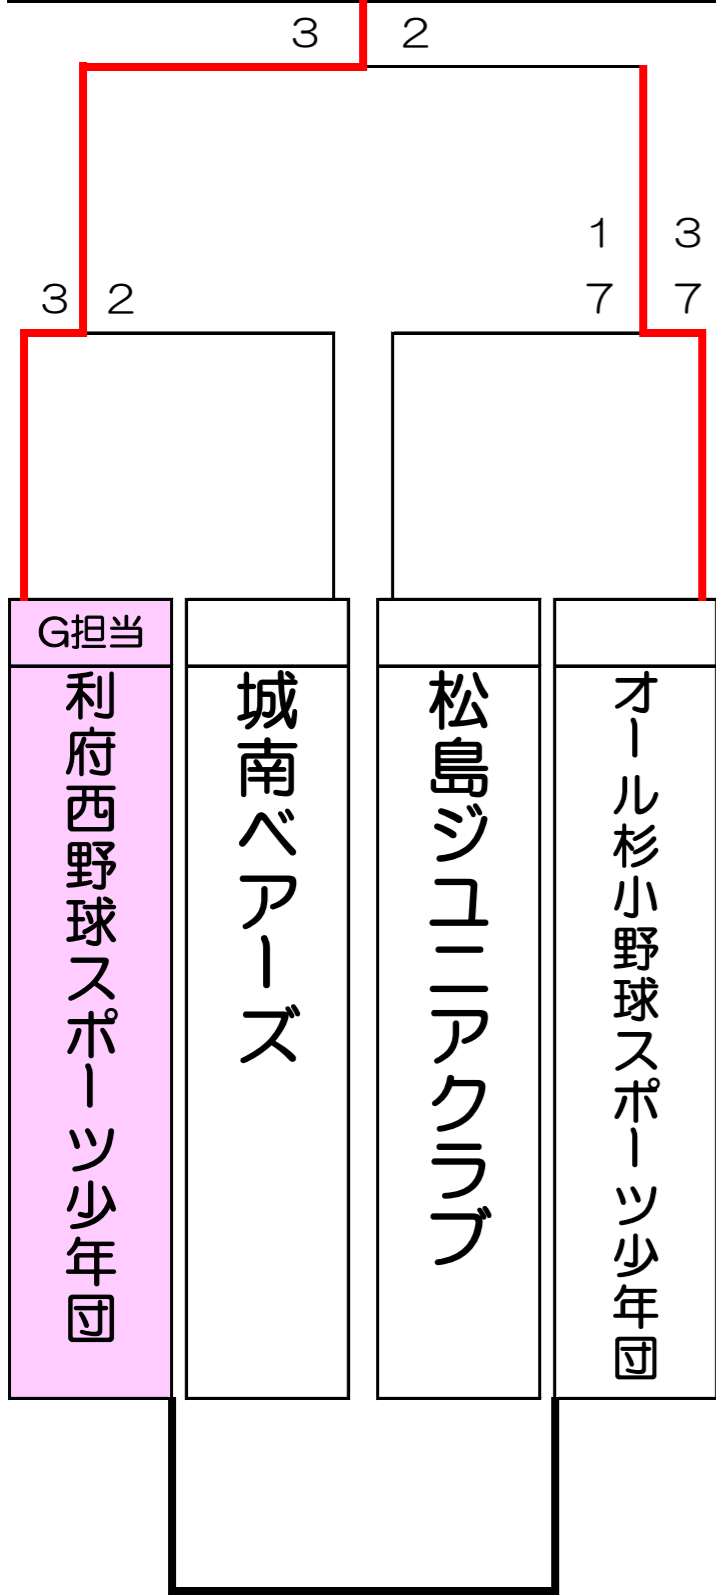 3 2
1 3
3 2 7 7
G担当
利府西野球スポーツ少年団
城南ベアーズ
松島ジュニアクラブ
オール杉小野球スポーツ少年団